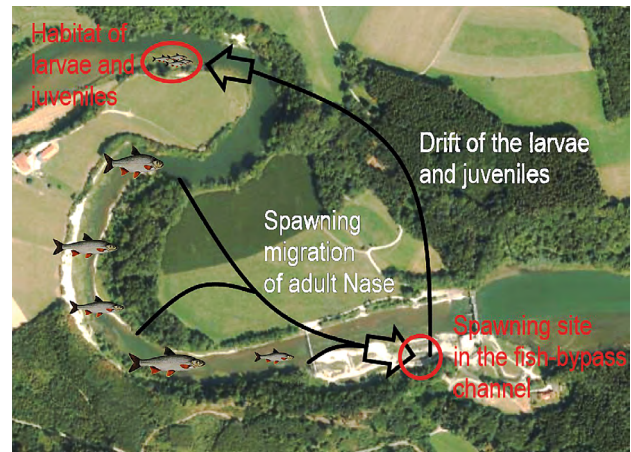 Habitat of
larvae and
juveniles
Drift of the larvae
and juveniles
Spawning
migration
of adult Nase
Spawning site
in the fish-bypass
channel